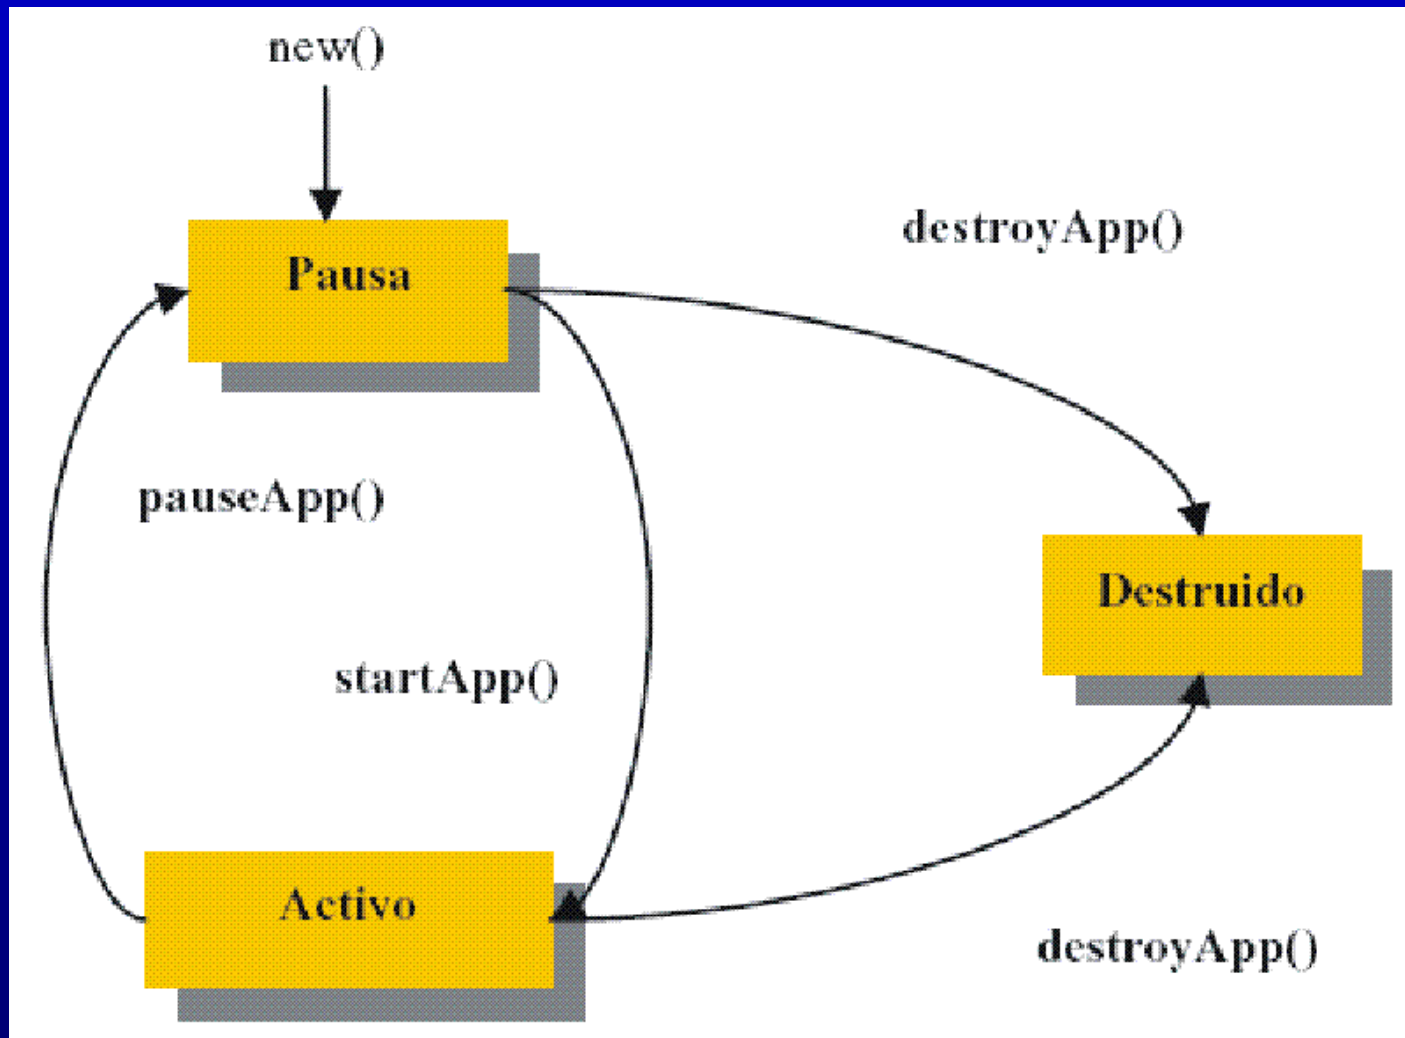 new()
Pausa
destroyApp()
pauseApp()
Destruido
startApp()
Activo
destroyApp()